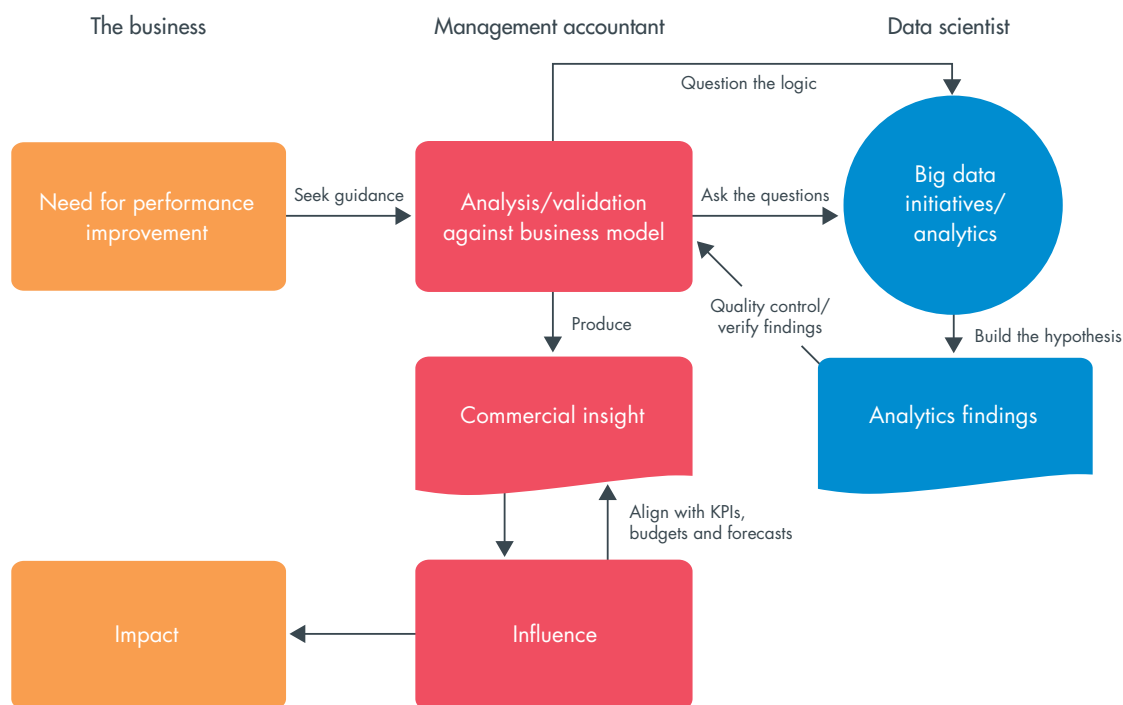 The business
Management accountant
Data scientist
Question the logic
Need for performance
improvement
Seek guidance
Analysis/validation
against business model
Ask the questions
Big data
initiatives/
analytics
Quality control/
verify findings
Produce
Build the hypothesis
Commercial insight
Analytics findings
Align with KPIs,
budgets and forecasts
Impact
Influence